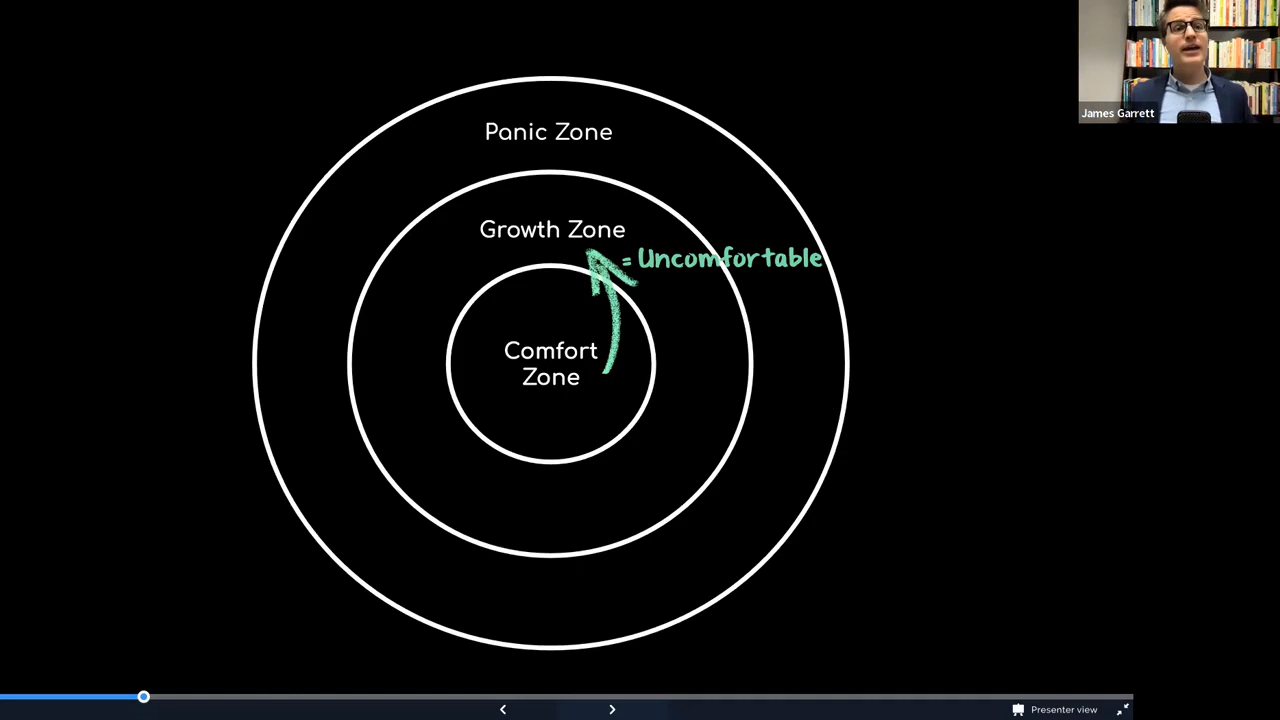 James Garrett
Panic Zone
Growth Zone
= Uncomfortable
Comfort
Zone
Presenter view